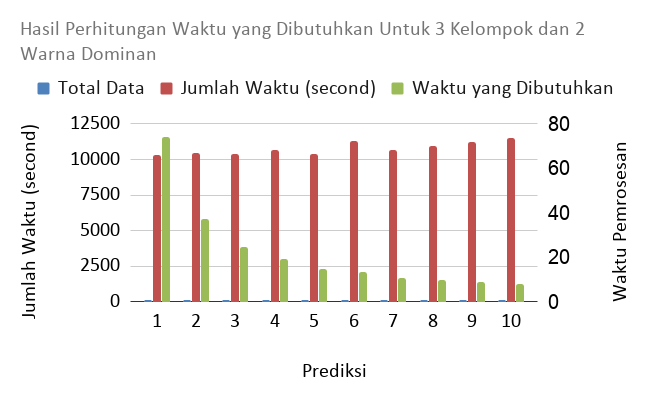 Hasil Perhitungan Waktu yang Dibutuhkan Untuk 3 Kelompok dan 2
Warna Dominan
Total Data Jumlah Waktu (second) Waktu yang Dibutuhkan
Jumlah Waktu (second)
12500
10000
7500
5000
2500
0
80
60
40
20
0
Waktu Pemrosesan
1 2 3 4 5 6 7 8 9 10
Prediksi